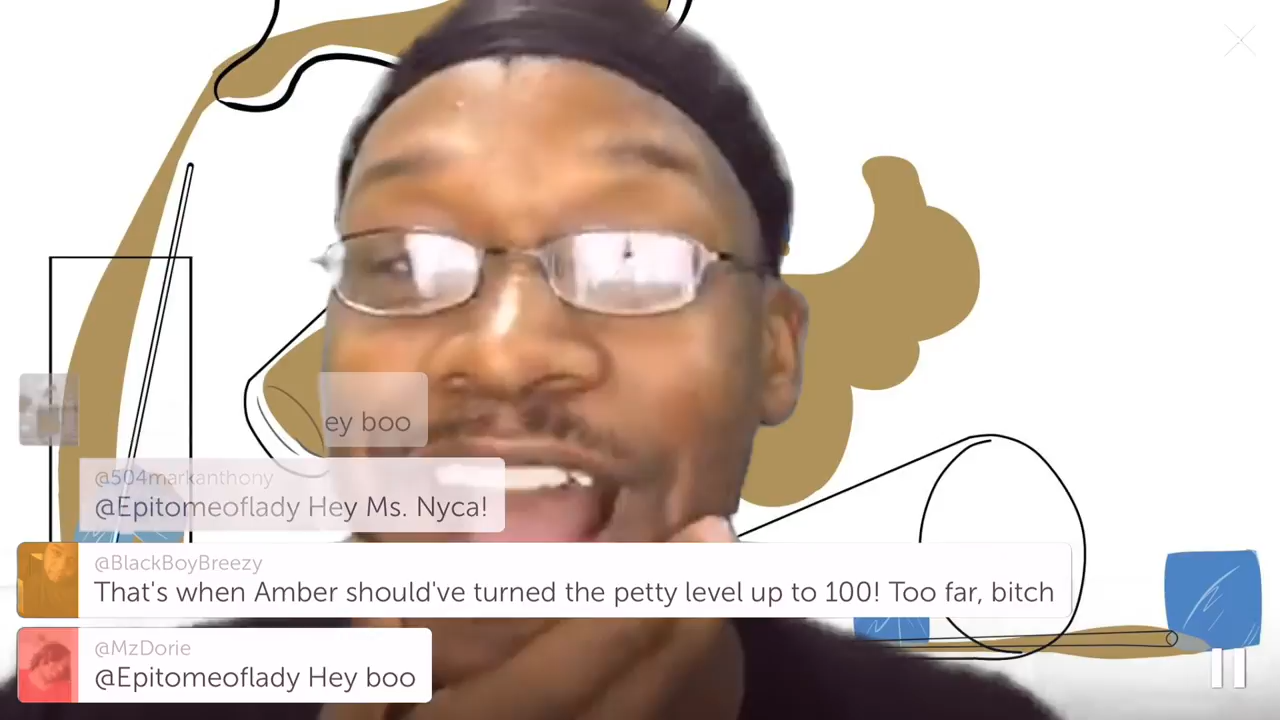 ey boo
@504markanthony
@Epitomeoflady Hey Ms. Nyca!
@BlackBoyBreezy
That's when Amber should've turned the petty level up to 100! Too far, bitch
@MzDorie
@Epitomeoflady Hey boo